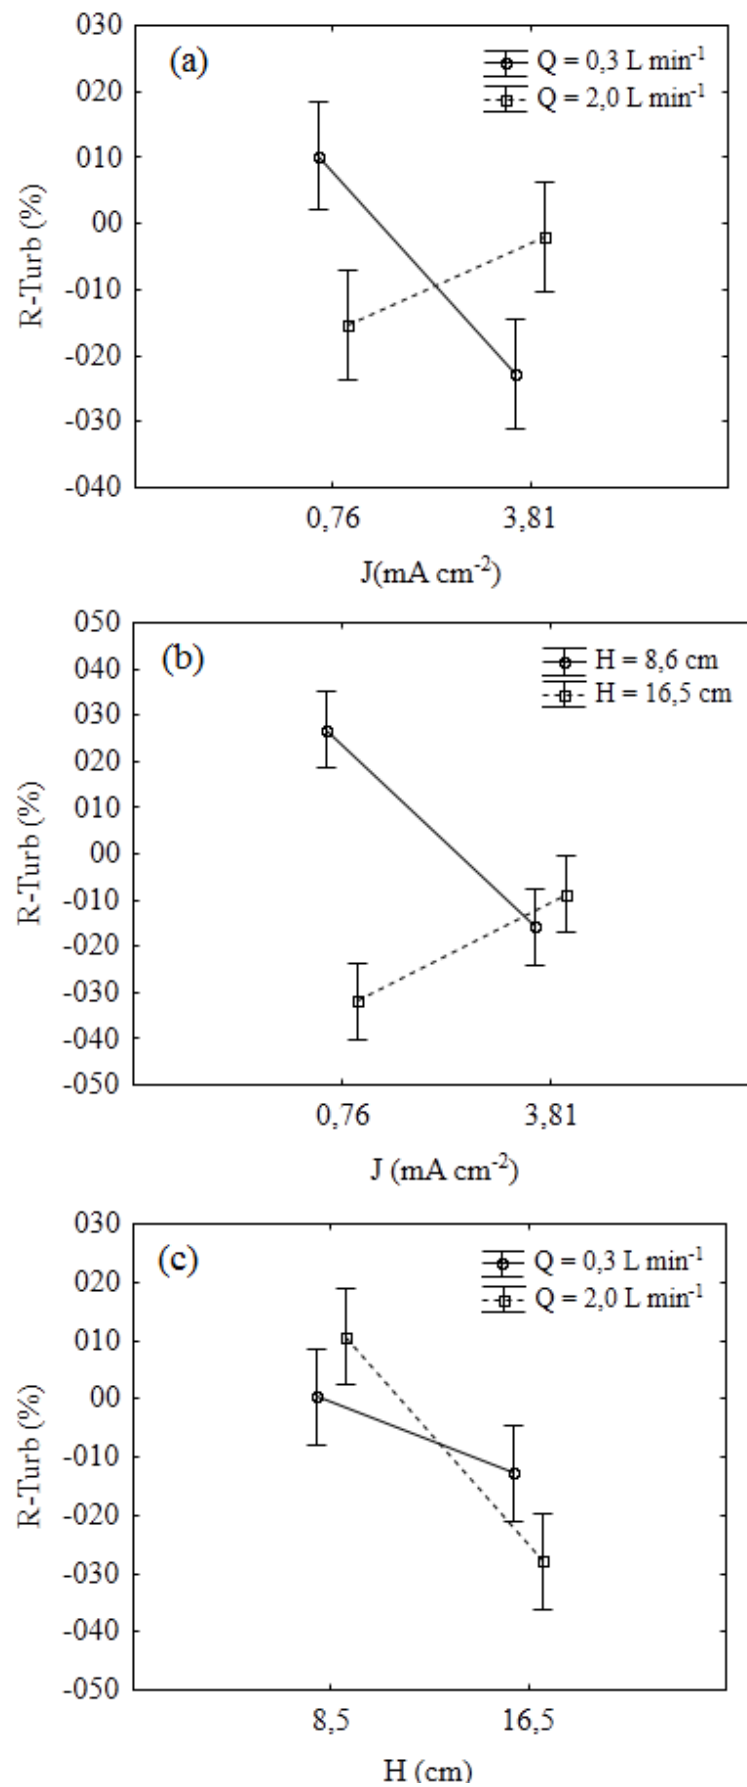 (a)
Q = 0,3 L min-1
Q = 2,0 L min-1
R-Turb (%)
030
020
010
00
-010
-020
-030
-040
0,76 3,81
J(mA cm-2)
(b)
H = 8,6 cm
H = 16,5 cm
R-Turb (%)
050
040
030
020
010
00
-010
-020
-030
-040
-050
0,76 3,81
J (mA cm-2)
(c)
Q = 0,3 L min-1
Q = 2,0 L min-1
R-Turb (%)
030
020
010
00
-010
-020
-030
-040
-050
8,5 16,5
H (cm)